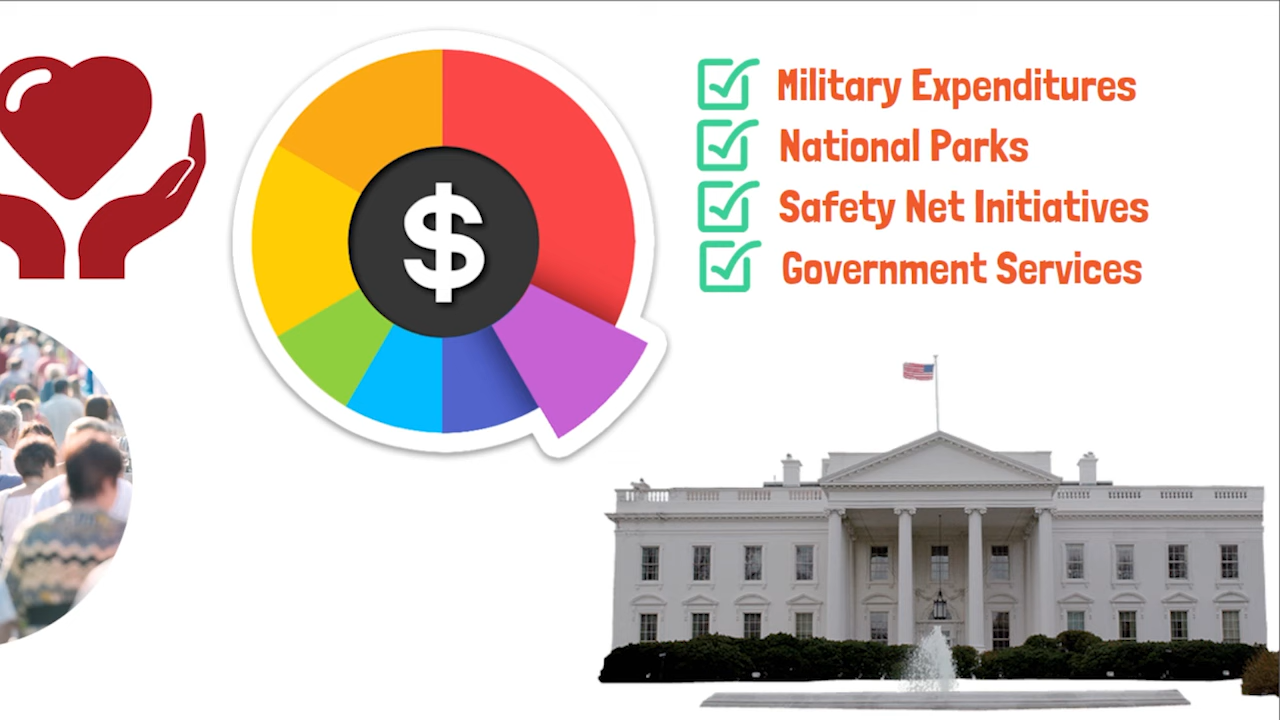 $
Military Expenditures
National Parks
Safety Net Initiatives
Government Services